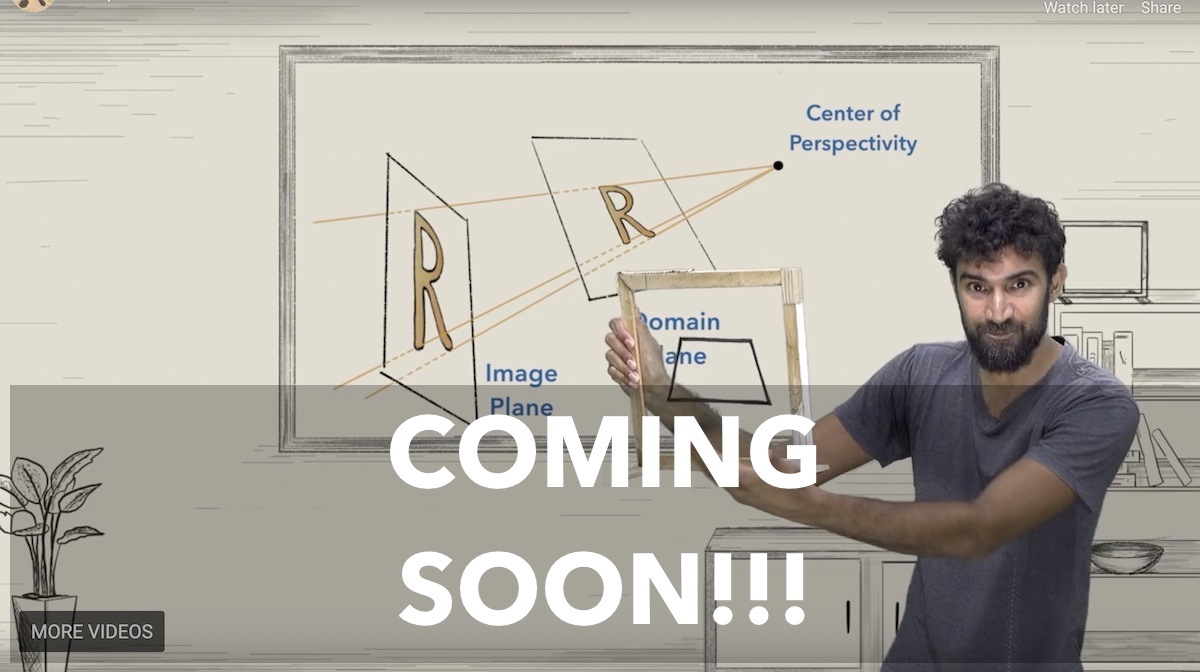 Watch later Share
Center of
Perspectivity
R
R
Domain
Plane
Image
Plane
COMING
SOON!!!
MORE VIDEOS